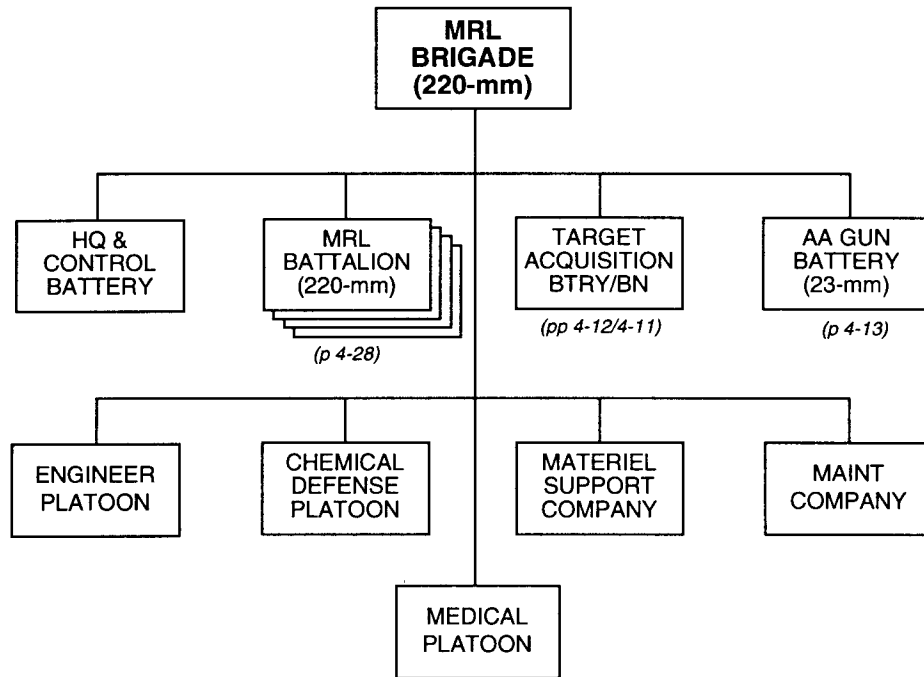 MRL
BRIGADE
(220-mm)
HQ &
CONTROL
BATTERY
MRL
BATTALION
(220-mm)
(p 4-28)
TARGET
ACQUISITION
BTRY/BN
(pp 4-12/4-11)
AA GUN
BATTERY
(23-mm)
(p 4-13)
ENGINEER
PLATOON
CHEMICAL
DEFENSE
PLATOON
MATERIEL
SUPPORT
COMPANY
MAINT
COMPANY
MEDICAL
PLATOON